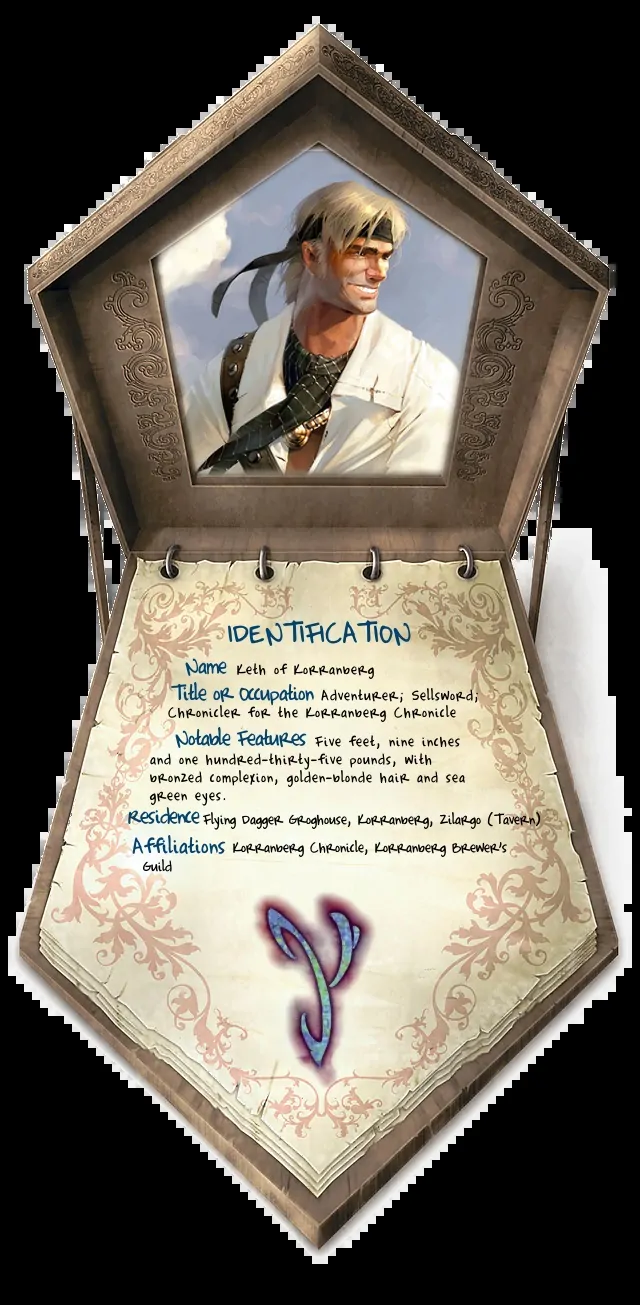 IDENTIFICATION
Name Keth of Korranberg
Title or Occupation Adventurer; Sellsword;
Chronicler for the Korranberg Chronicle
Notable Features Five feet, nine inches
and one hundred-thirty-five pounds, with
bronzed complexion, golden-blonde hair and sea
green eyes.
Residence Flying Dagger Groghouse, Korranberg, Zilargo (Tavern)
Affiliations Korranberg Chronicle, Korranberg Brewer's
Guild